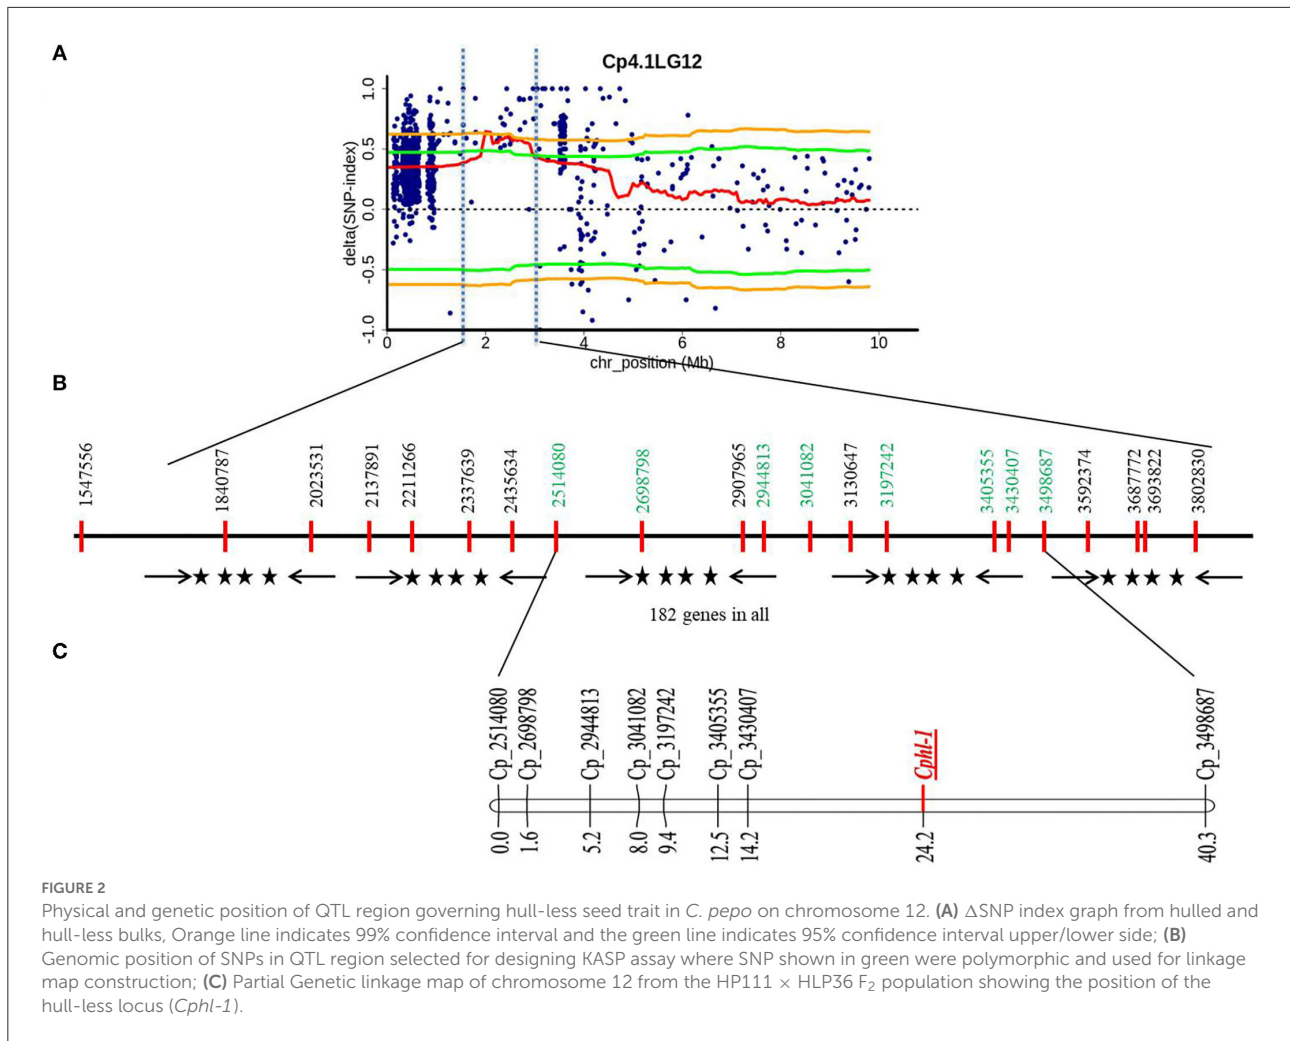 A
Cp4.1LG12
delta(SNP-index)
1.0
0.5
0.0
-0.5
-1.0
0 2 4 6 8 10
chr_position (Mb)
B
1547556 1840787 2023531 2137891 2211266 2337639 2435634 2514080 2698798 2907965 2944813 3041082 3130647 3197242 3405355 3430407 3498687 3592374 3687772 3693822 3802830
182 genes in all
C
Cp_2514080 Cp_2698798 Cp_2944813 Cp_3041082 Cp_3197242 Cp_3405355 Cp_3430407 Cphl-1 Cp_3498687
0.0 1.6 5.2 8.0 9.4 12.5 14.2 24.2 40.3
FIGURE 2
Physical and genetic position of QTL region governing hull-less seed trait in C. pepo on chromosome 12. (A) ΔSNP index graph from hulled and
hull-less bulks, Orange line indicates 99% confidence interval and the green line indicates 95% confidence interval upper/lower side; (B)
Genomic position of SNPs in QTL region selected for designing KASP assay where SNP shown in green were polymorphic and used for linkage
map construction; (C) Partial Genetic linkage map of chromosome 12 from the HP111 × HLP36 F₂ population showing the position of the
hull-less locus (Cphl-1).